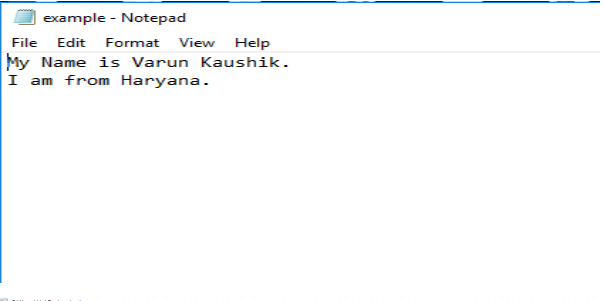 example - Notepad
File Edit Format View Help
My Name is Varun Kaushik.
I am from Haryana.